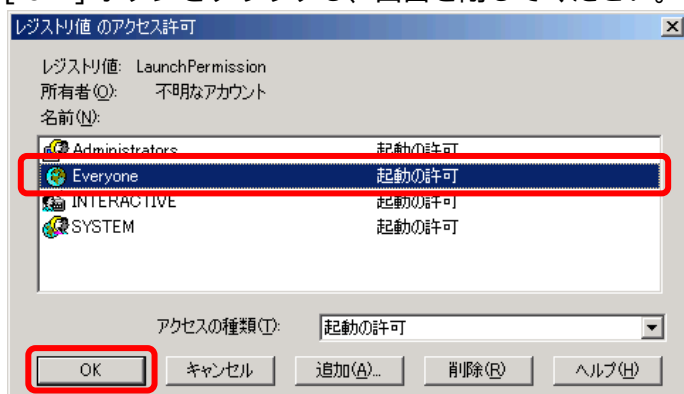 レジストリ値 のアクセス許可
レジストリ値: LaunchPermission
所有者(O): 不明なアカウント
名前(N):
Administrators 起動の許可
Everyone 起動の許可
INTERACTIVE 起動の許可
SYSTEM 起動の許可
アクセスの種類(T): 起動の許可
OK キャンセル 追加(A)... 削除(R) ヘルプ(H)